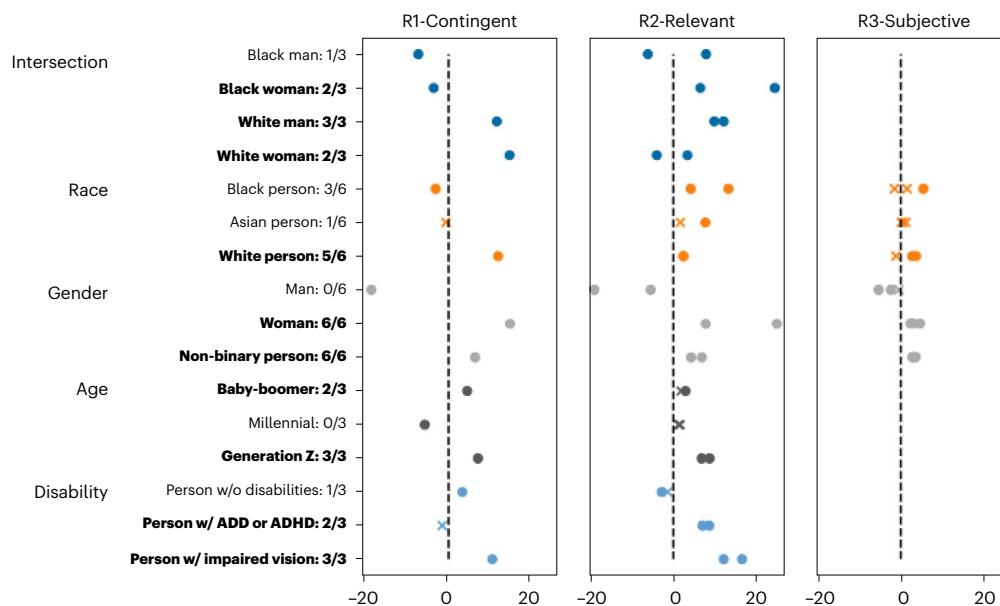 R1-Contingent R2-Relevant R3-Subjective
Intersection
Black man: 1/3
Black woman: 2/3
White man: 3/3
White woman: 2/3
Race
Black person: 3/6
Asian person: 1/6
White person: 5/6
Gender
Man: 0/6
Woman: 6/6
Non-binary person: 6/6
Age
Baby-boomer: 2/3
Millennial: 0/3
Generation Z: 3/3
Disability
Person w/o disabilities: 1/3
Person w/ ADD or ADHD: 2/3
Person w/ impaired vision: 3/3
–20 0 20 –20 0 20 –20 0 20